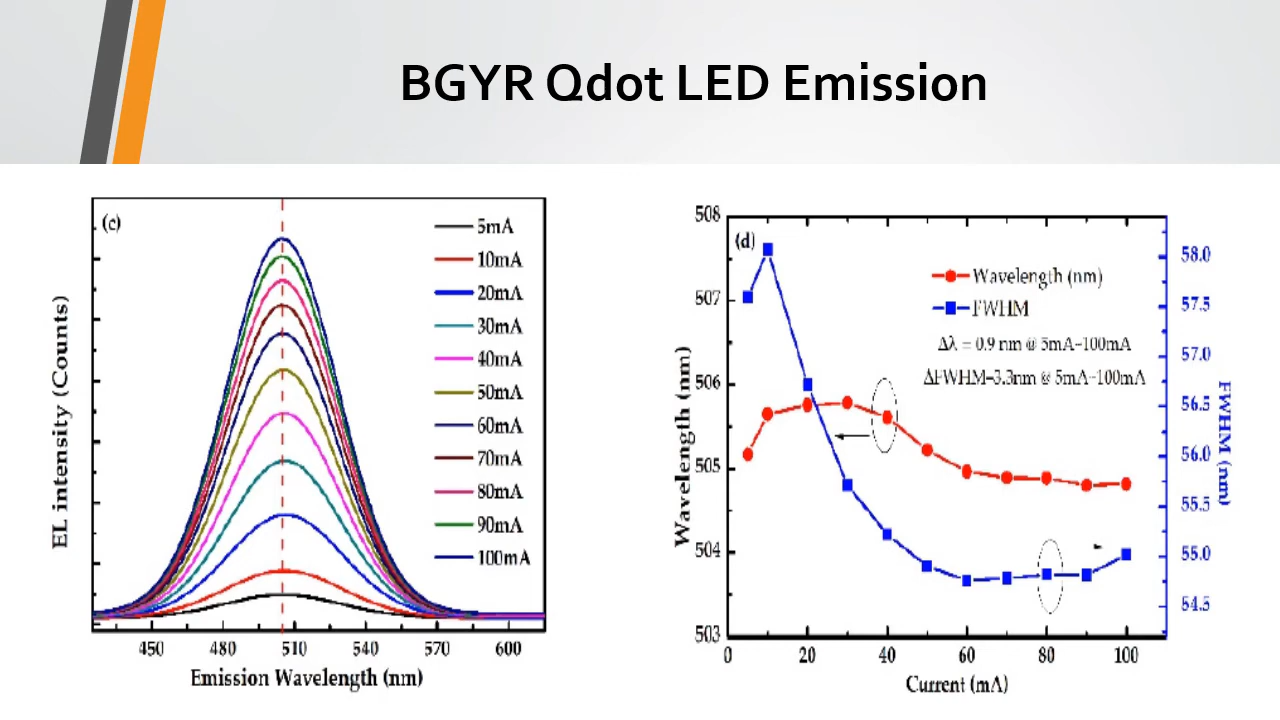 BGYR Qdot LED Emission
(c)
5mA
10mA
20mA
30mA
40mA
50mA
60mA
70mA
80mA
90mA
100mA
EL intensity (Counts)
450 480 510 540 570 600
Emission Wavelength (nm)
(d)
508
507
506
505
504
503
Wavelength (nm)
Wavelength (nm)
FWHM
Δλ = 0.9 nm @ 5mA-100mA
ΔFWHM=3.3nm @ 5mA-100mA
58.0
57.5
57.0
56.5
56.0
55.5
55.0
54.5
FWHM (nm)
0 20 40 60 80 100
Current (mA)